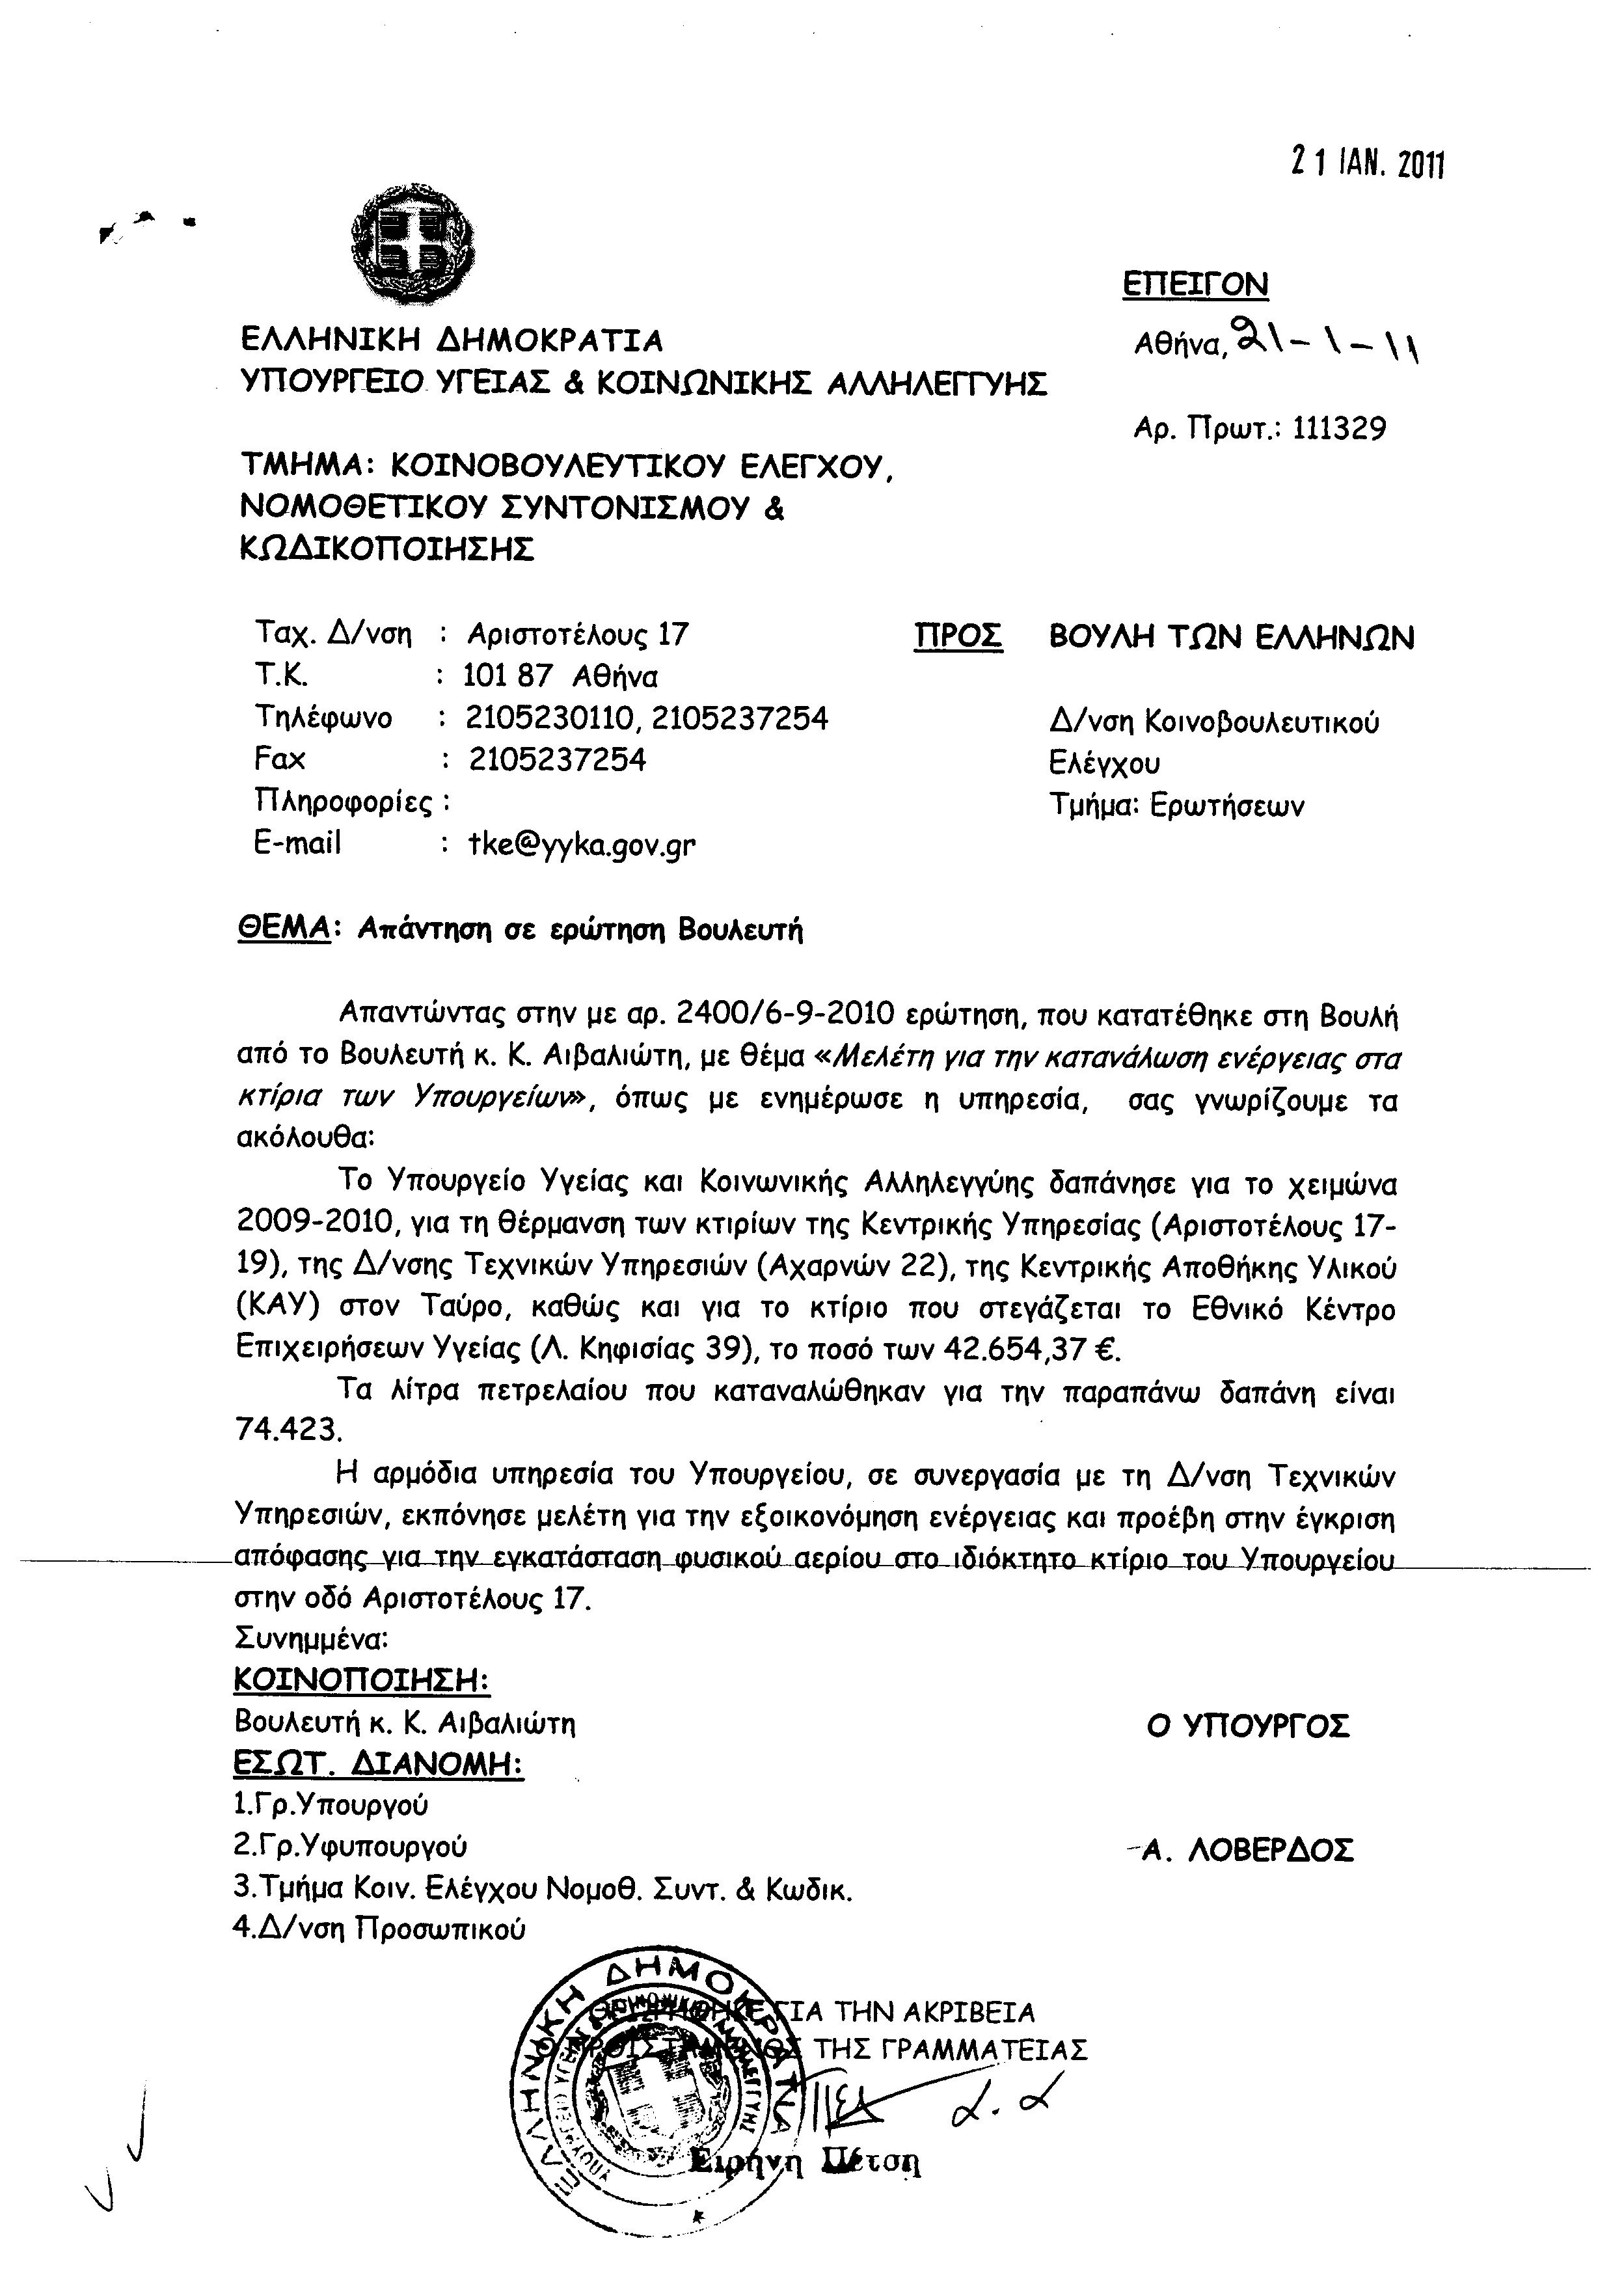 21 ΙΑΝ. 2011
ΕΠΕΙΓΟΝ
ΕΛΛΗΝΙΚΗ ΔΗΜΟΚΡΑΤΙΑ
Αθήνα, 21-1-11
ΥΠΟΥΡΓΕΙΟ ΥΓΕΙΑΣ & ΚΟΙΝΩΝΙΚΗΣ ΑΛΛΗΛΕΓΓΥΗΣ
Αρ. Πρωτ.: 111329
ΤΜΗΜΑ: ΚΟΙΝΟΒΟΥΛΕΥΤΙΚΟΥ ΕΛΕΓΧΟΥ,
ΝΟΜΟΘΕΤΙΚΟΥ ΣΥΝΤΟΝΙΣΜΟΥ &
ΚΩΔΙΚΟΠΟΙΗΣΗΣ
Ταχ. Δ/νση : Αριστοτέλους 17
Τ.Κ. : 101 87 Αθήνα
Τηλέφωνο : 2105230110, 2105237254
Fax : 2105237254
Πληροφορίες :
E-mail : tke@yyka.gov.gr
ΠΡΟΣ ΒΟΥΛΗ ΤΩΝ ΕΛΛΗΝΩΝ
Δ/νση Κοινοβουλευτικού
Ελέγχου
Τμήμα: Ερωτήσεων
ΘΕΜΑ: Απάντηση σε ερώτηση Βουλευτή
Απαντώντας στην με αρ. 2400/6-9-2010 ερώτηση, που κατατέθηκε στη Βουλή
από το Βουλευτή κ. Κ. Αιβαλιώτη, με θέμα «Μελέτη για την κατανάλωση ενέργειας στα
κτίρια των Υπουργείων», όπως με ενημέρωσε η υπηρεσία, σας γνωρίζουμε τα
ακόλουθα:
Το Υπουργείο Υγείας και Κοινωνικής Αλληλεγγύης δαπάνησε για το χειμώνα
2009-2010, για τη θέρμανση των κτιρίων της Κεντρικής Υπηρεσίας (Αριστοτέλους 17-
19), της Δ/νσης Τεχνικών Υπηρεσιών (Αχαρνών 22), της Κεντρικής Αποθήκης Υλικού
(ΚΑΥ) στον Ταύρο, καθώς και για το κτίριο που στεγάζεται το Εθνικό Κέντρο
Επιχειρήσεων Υγείας (Λ. Κηφισίας 39), το ποσό των 42.654,37 €.
Τα λίτρα πετρελαίου που καταναλώθηκαν για την παραπάνω δαπάνη είναι
74.423.
Η αρμόδια υπηρεσία του Υπουργείου, σε συνεργασία με τη Δ/νση Τεχνικών
Υπηρεσιών, εκπόνησε μελέτη για την εξοικονόμηση ενέργειας και προέβη στην έγκριση
απόφασης για την εγκατάσταση φυσικού αερίου στο ιδιόκτητο κτίριο του Υπουργείου
στην οδό Αριστοτέλους 17.
Συνημμένα:
ΚΟΙΝΟΠΟΙΗΣΗ:
Βουλευτή κ. Κ. Αιβαλιώτη
Ο ΥΠΟΥΡΓΟΣ
ΕΣΩΤ. ΔΙΑΝΟΜΗ:
1.Γρ.Υπουργού
2.Γρ.Υφυπουργού
Α. ΛΟΒΕΡΔΟΣ
3.Τμήμα Κοιν. Ελέγχου Νομοθ. Συντ. & Κωδικ.
4.Δ/νση Προσωπικού
ΕΛΛΗΝΙΚΗ ΔΗΜΟΚΡΑΤΙΑ
ΓΙΑ ΤΗΝ ΑΚΡΙΒΕΙΑ
ΤΗΣ ΓΡΑΜΜΑΤΕΙΑΣ
α.α
Ειρήνη Πέτση